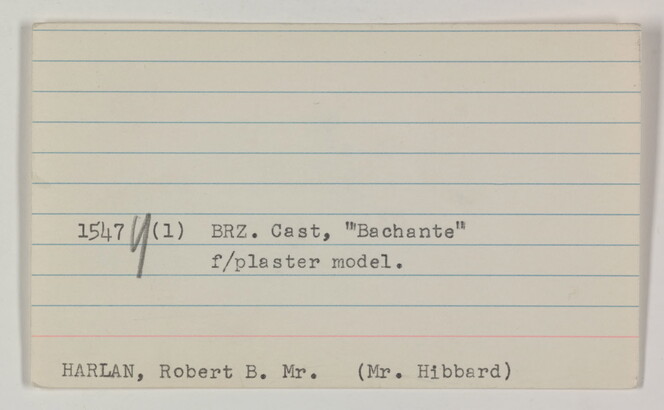 1547 y (1) BRZ. Cast, "'Bachante"
f/plaster model.
HARLAN, Robert B. Mr. (Mr. Hibbard)